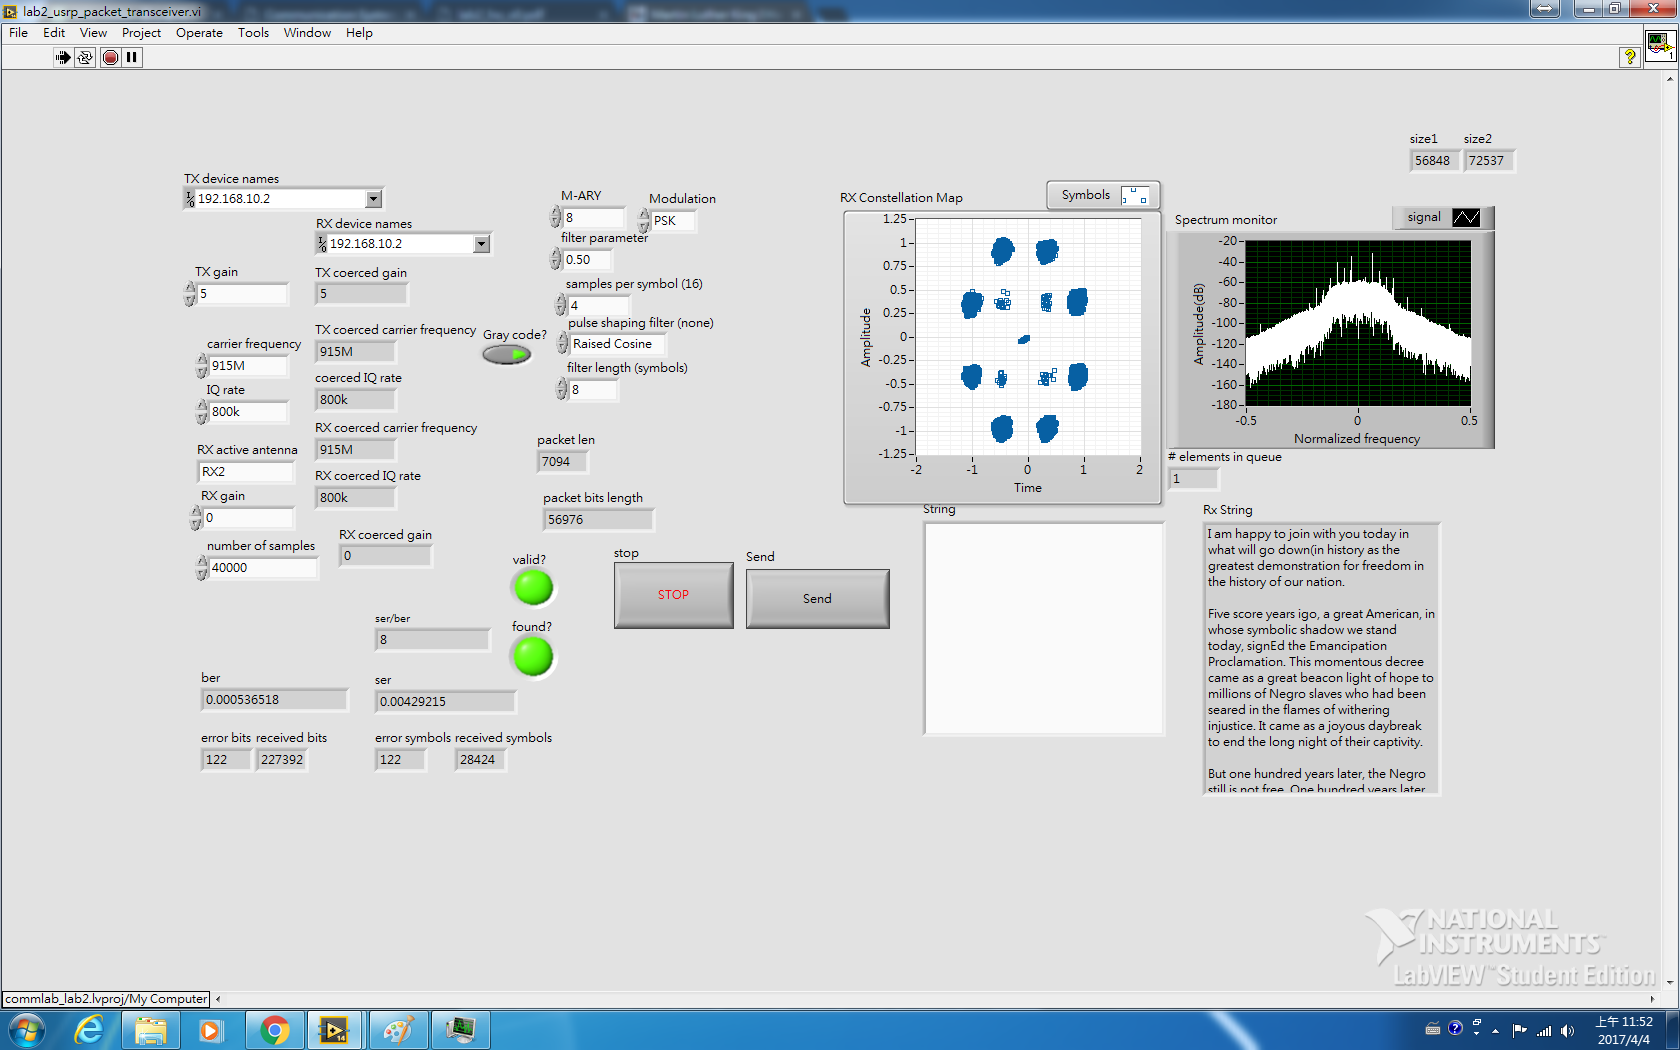 lab2_usrp_packet_transceiver.vi
File Edit View Project Operate Tools Window Help
size1 size2
56848 72537
TX device names
192.168.10.2
RX device names
192.168.10.2
TX gain
5
TX coerced gain
5
carrier frequency
915M
TX coerced carrier frequency
915M
IQ rate
800k
coerced IQ rate
800k
RX active antenna
RX2
RX coerced carrier frequency
915M
RX gain
0
RX coerced IQ rate
800k
number of samples
40000
RX coerced gain
0
M-ARY
8
Modulation
PSK
filter parameter
0.50
samples per symbol (16)
4
pulse shaping filter (none)
Raised Cosine
Gray code?
filter length (symbols)
8
packet len
7094
packet bits length
56976
valid?
found?
stop
STOP
Send
Send
ser/ber
8
ber
0.000536518
ser
0.00429215
error bits received bits
122 227392
error symbols received symbols
122 28424
RX Constellation Map
Symbols
1.25
1
0.75
0.5
0.25
0
-0.25
-0.5
-0.75
-1
-1.25
Amplitude
-2 -1 0 1 2
Time
Spectrum monitor
signal
-20
-40
-60
-80
-100
-120
-140
-160
-180
Amplitude(dB)
-0.5 0 0.5
Normalized frequency
# elements in queue
1
String
Rx String
I am happy to join with you today in
what will go down(in history as the
greatest demonstration for freedom in
the history of our nation.
Five score years igo, a great American, in
whose symbolic shadow we stand
today, signEd the Emancipation
Proclamation. This momentous decree
came as a great beacon light of hope to
millions of Negro slaves who had been
seared in the flames of withering
injustice. It came as a joyous daybreak
to end the long night of their captivity.
But one hundred years later, the Negro
still is not free. One hundred years later
NATIONAL
INSTRUMENTS™
LabVIEW™ Student Edition
commlab_lab2.lvproj/My Computer
上午 11:52
2017/4/4